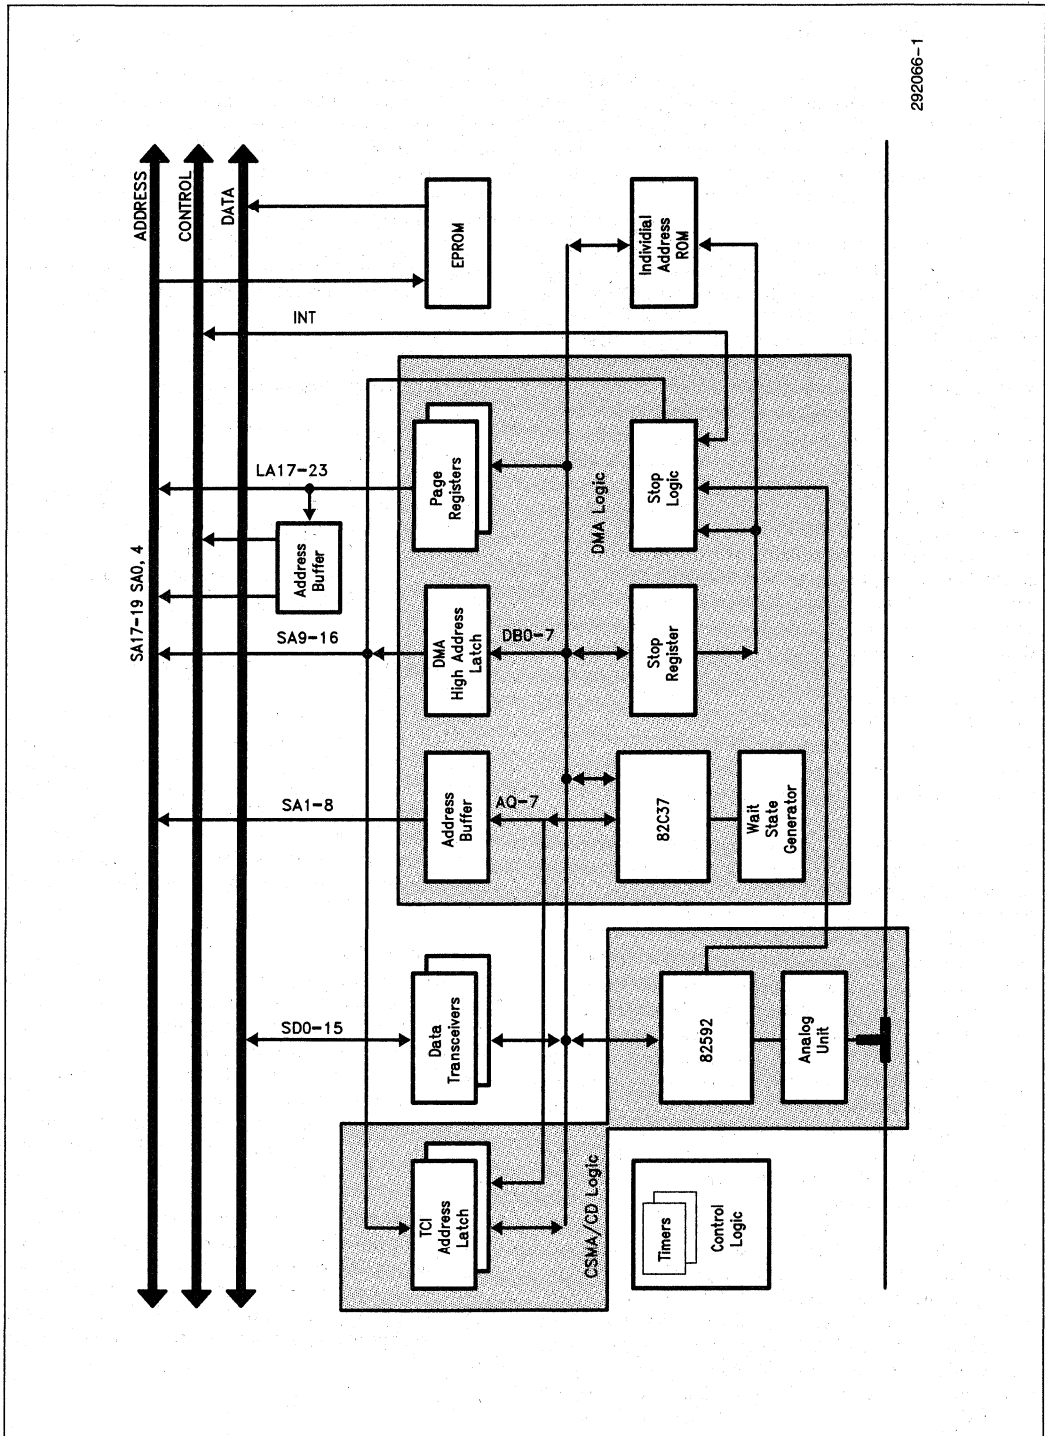 292066-1
ADDRESS
CONTROL
DATA
EPROM
Individial
Address
ROM
INT
LA17-23
Page
Registers
Stop
Logic
DMA Logic
Address
Buffer
SA17-19 SA0, 4
SA9-16
DMA
High Address
Latch
DB0-7
Stop
Register
SA1-8
Address
Buffer
AQ-7
82C37
Wait
State
Generator
SD0-15
Data
Transceivers
82592
Analog
Unit
TCI
Address
Latch
CSMA/CD Logic
Timers
Control
Logic